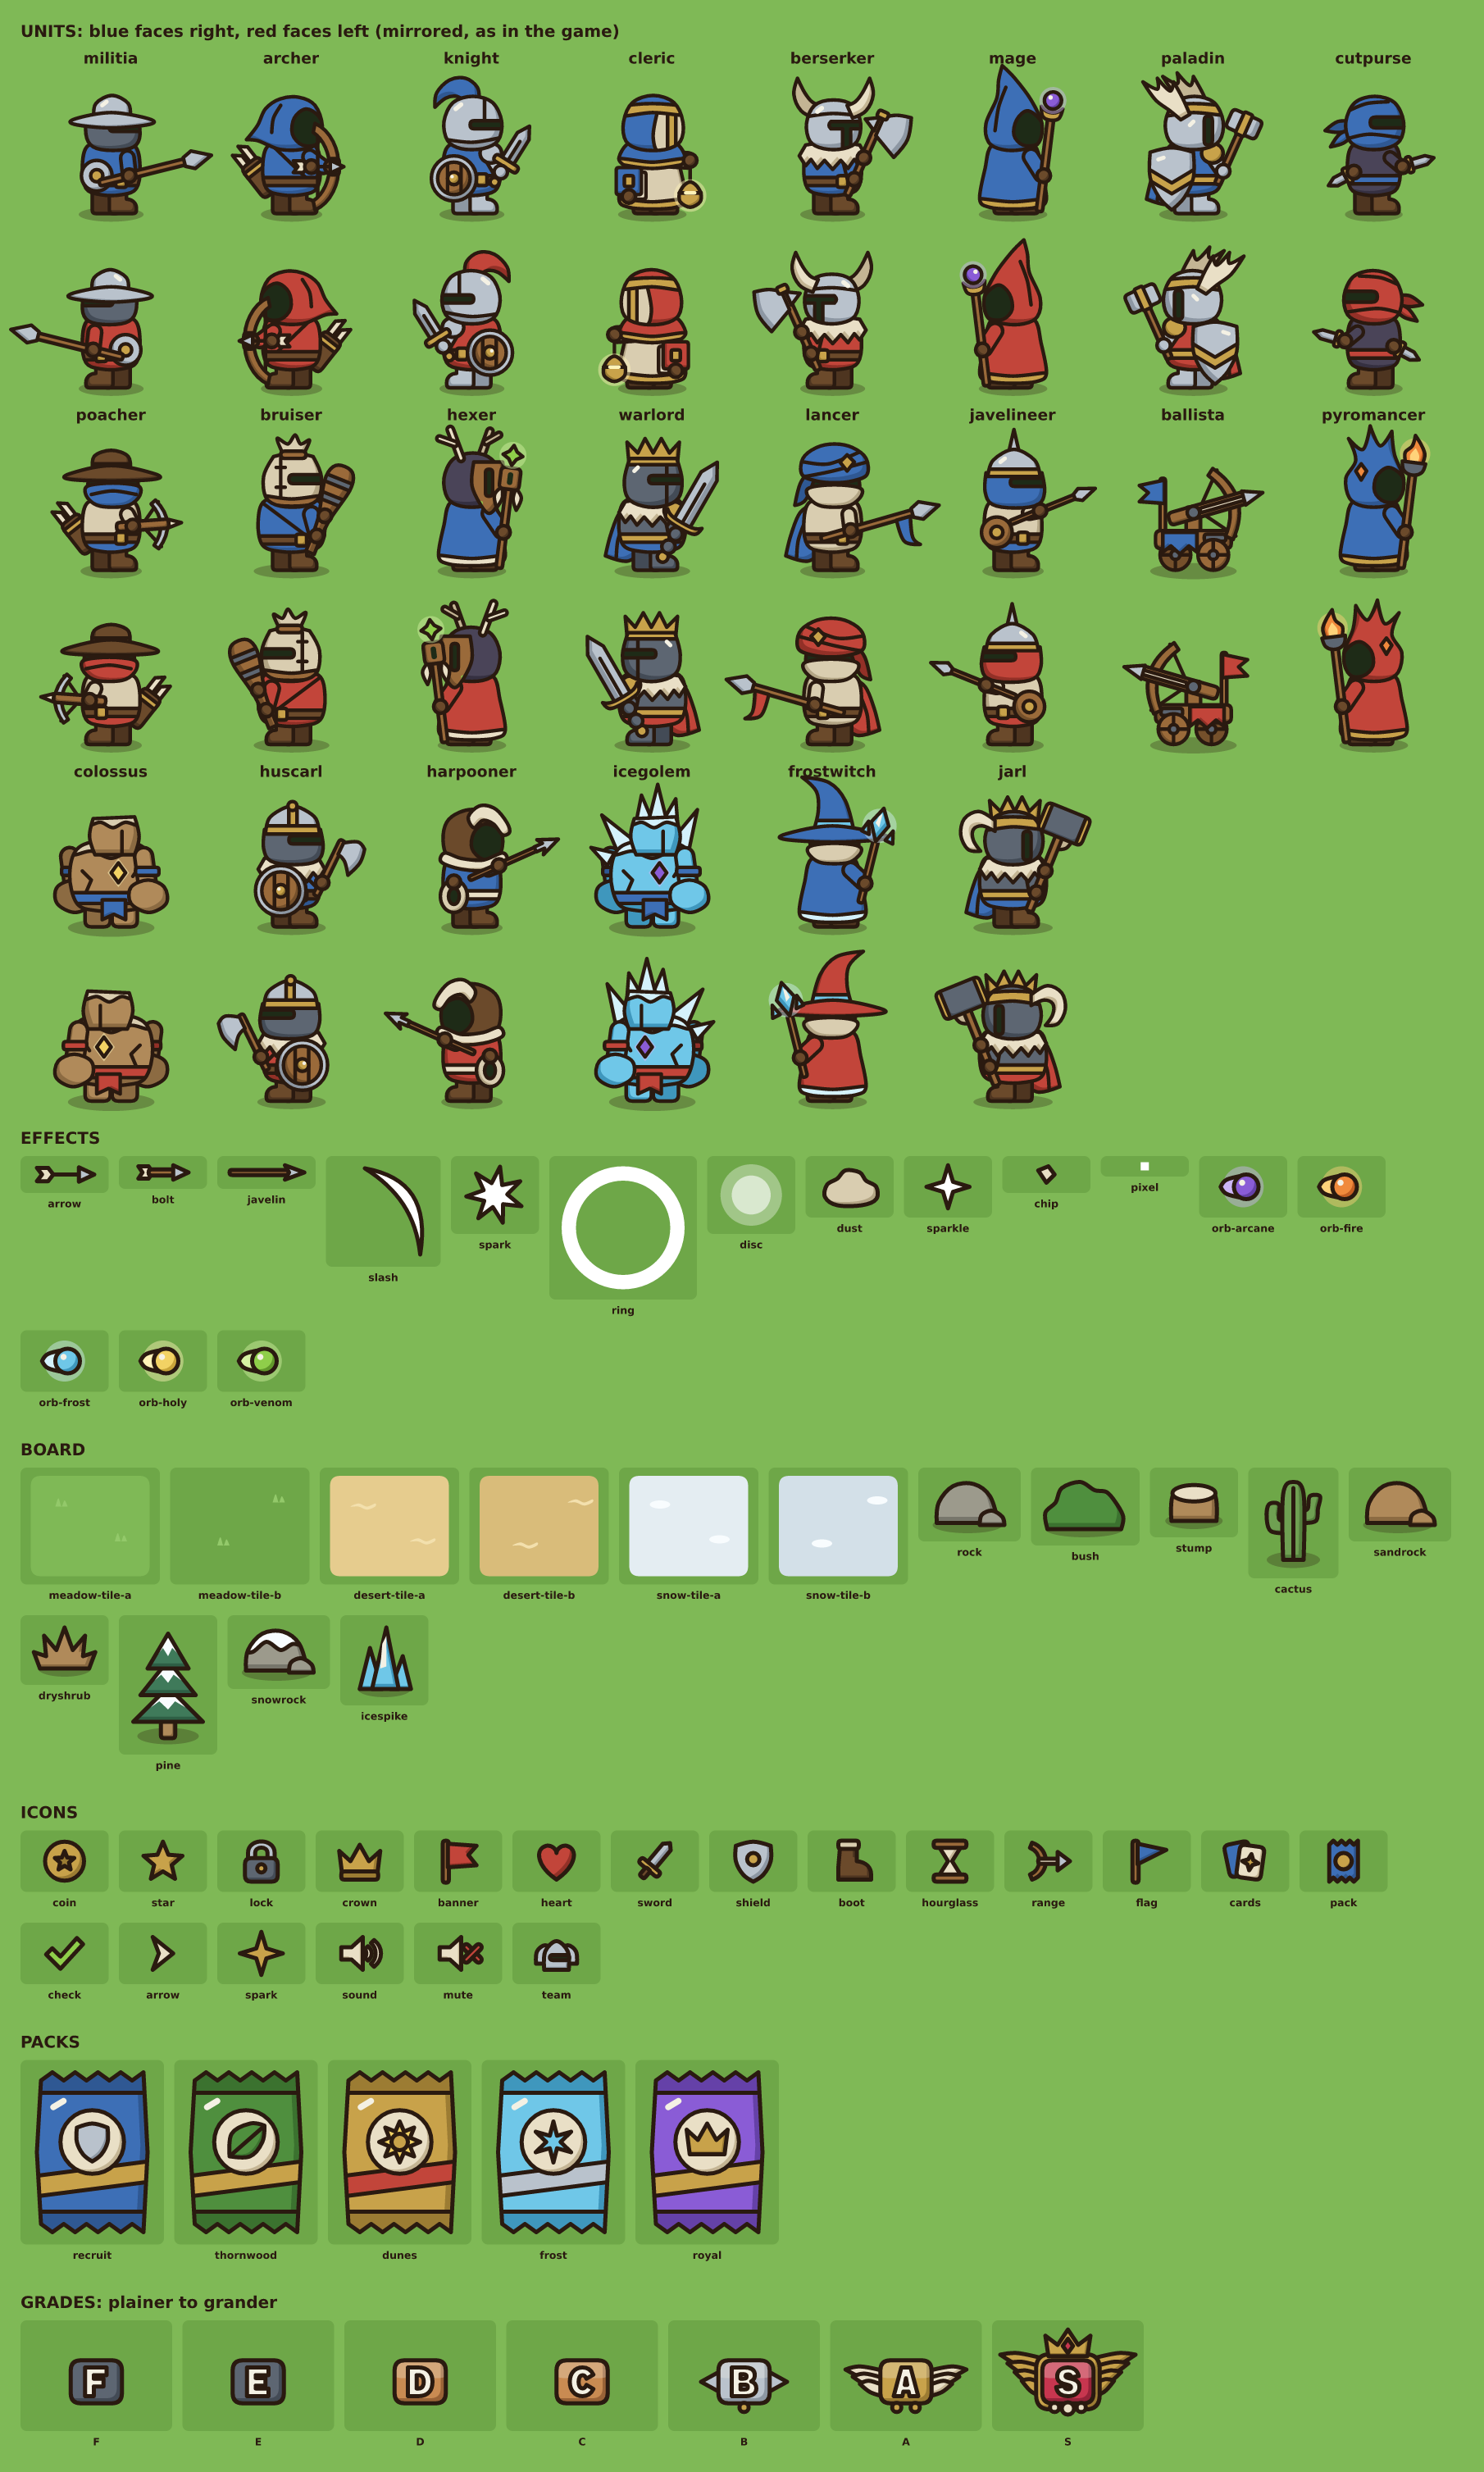 UNITS: blue faces right, red faces left (mirrored, as in the game)
militia archer knight cleric berserker mage paladin cutpurse
poacher bruiser hexer warlord lancer javelineer ballista pyromancer
colossus huscarl harpooner icegolem frostwitch jarl
EFFECTS
arrow bolt javelin slash spark ring disc dust sparkle chip pixel orb-arcane orb-fire
orb-frost orb-holy orb-venom
BOARD
meadow-tile-a meadow-tile-b desert-tile-a desert-tile-b snow-tile-a snow-tile-b rock bush stump cactus sandrock
dryshrub pine snowrock icespike
ICONS
coin star lock crown banner heart sword shield boot hourglass range flag cards pack
check arrow spark sound mute team
PACKS
recruit thornwood dunes frost royal
GRADES: plainer to grander
F E D C B A S
F E D C B A S